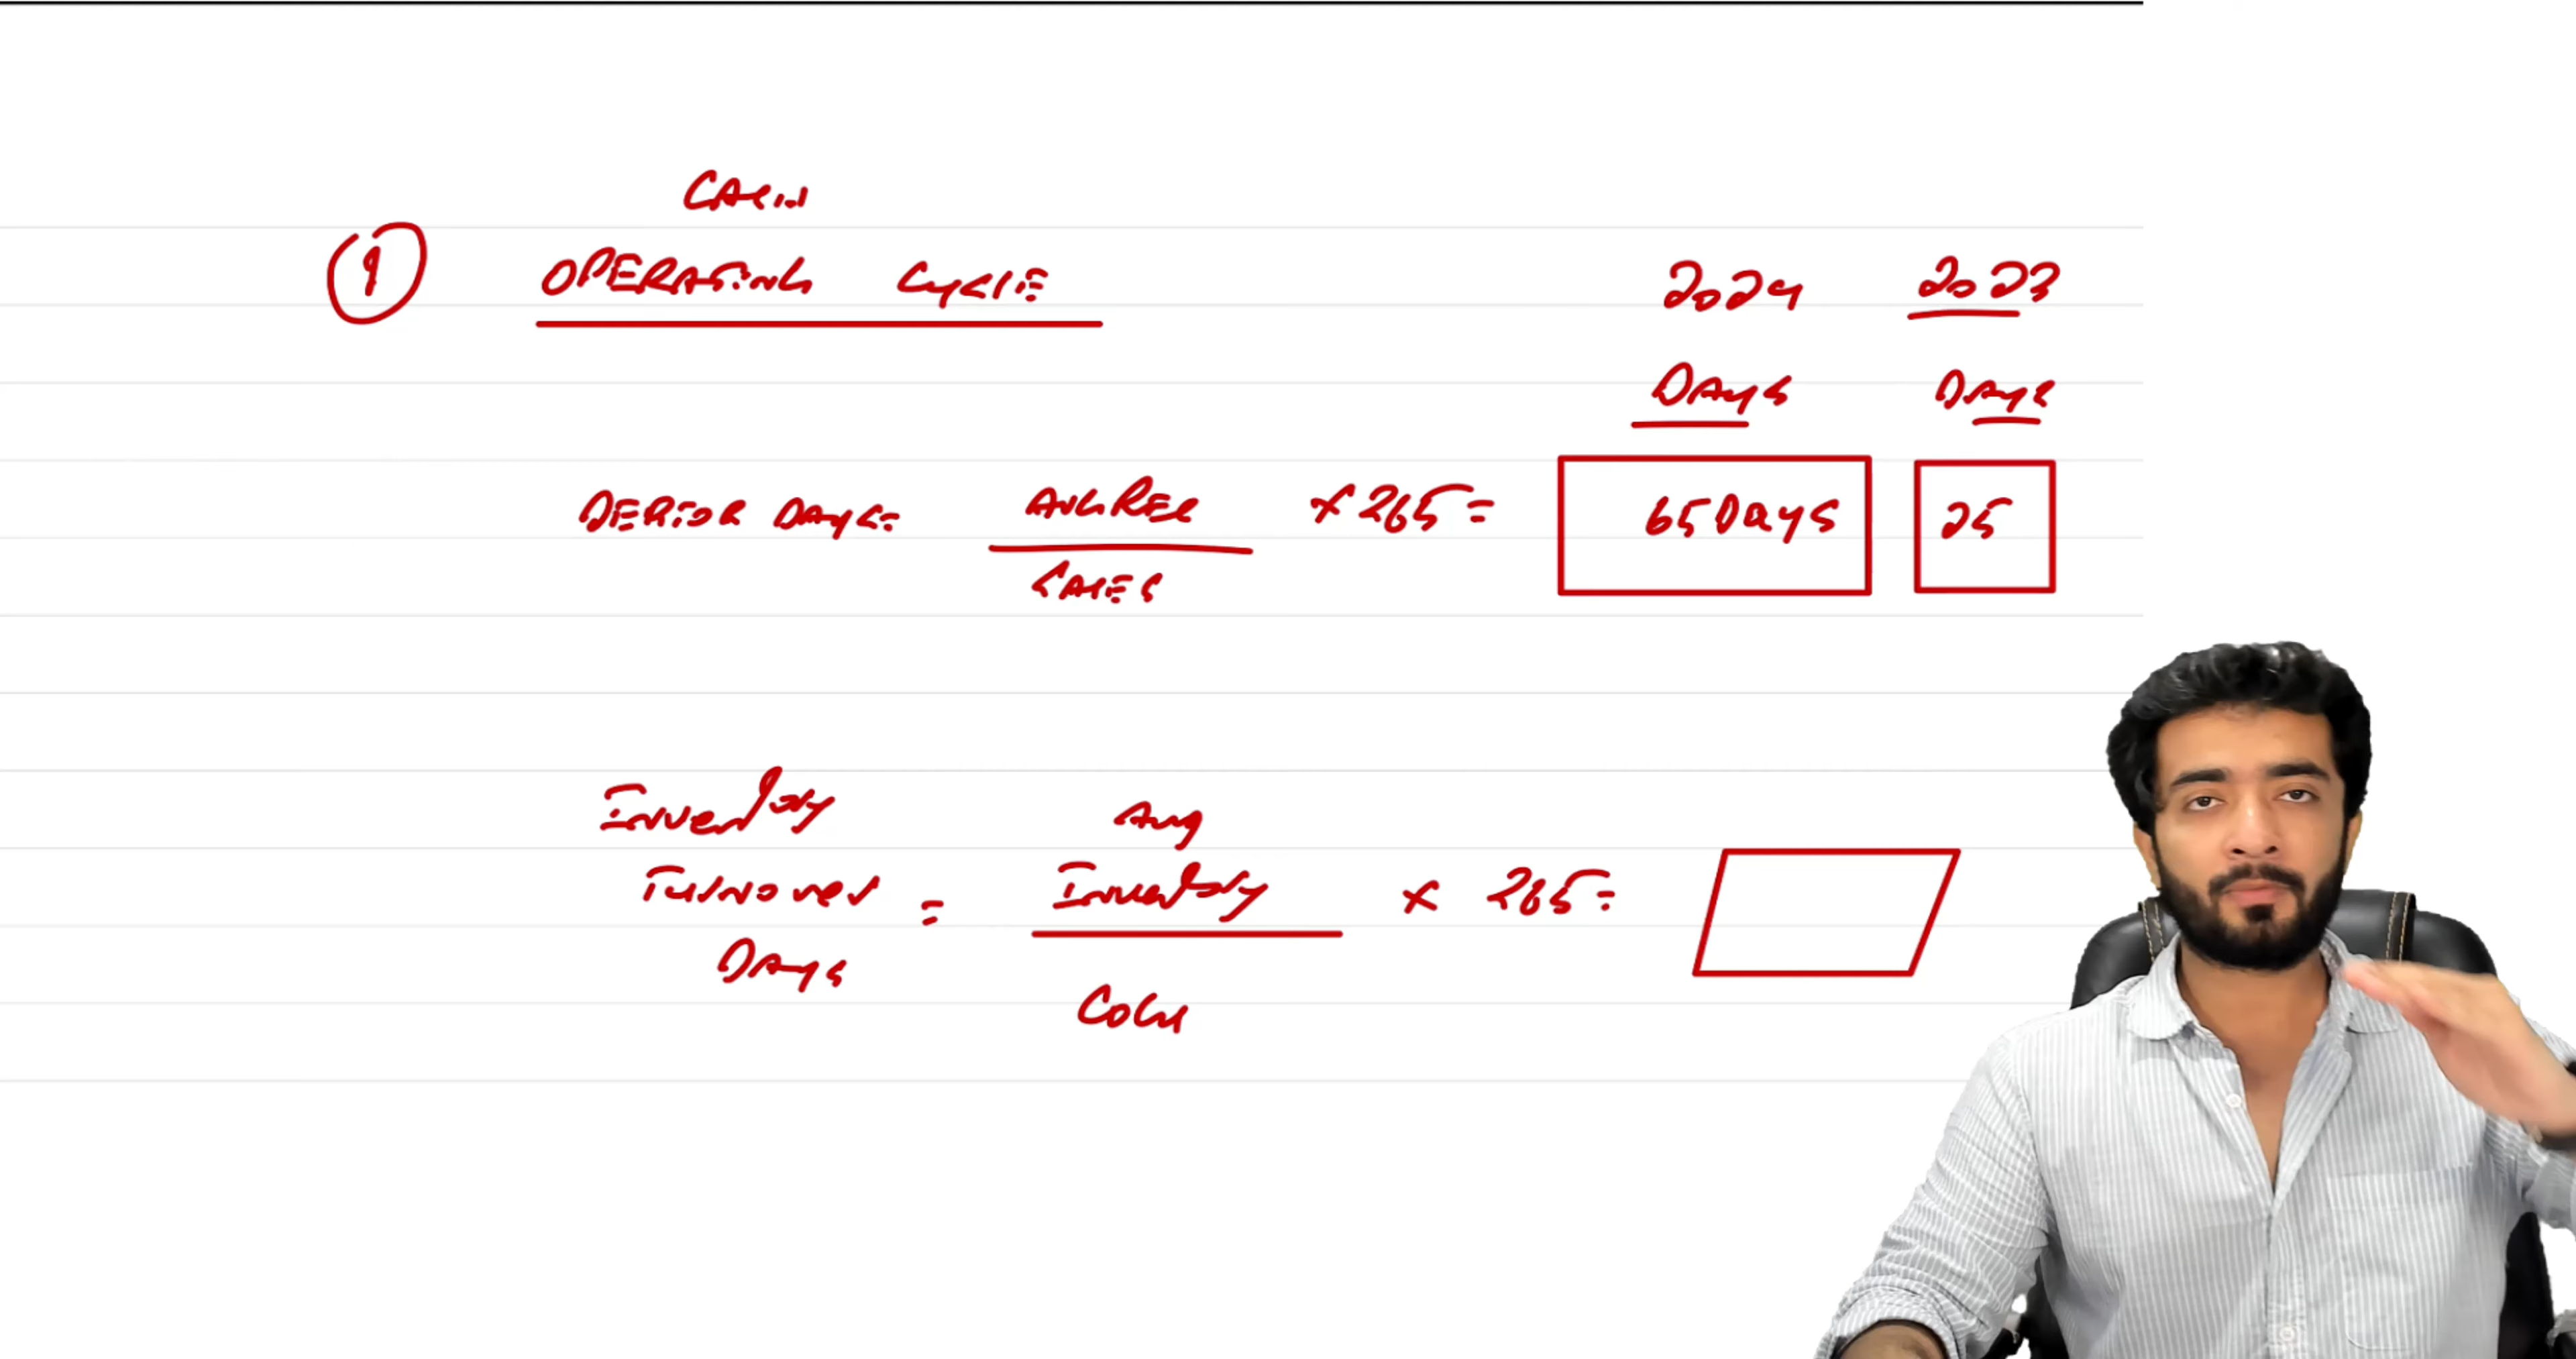 CASH
① OPERATING CYCLE 2024 2023
DAYS DAYS
DEBTOR DAYS = AVG REC × 365 = 65 DAYS 25
SALES
Inventory Avg
Turnover = Inventory × 365 =
DAYS COGS